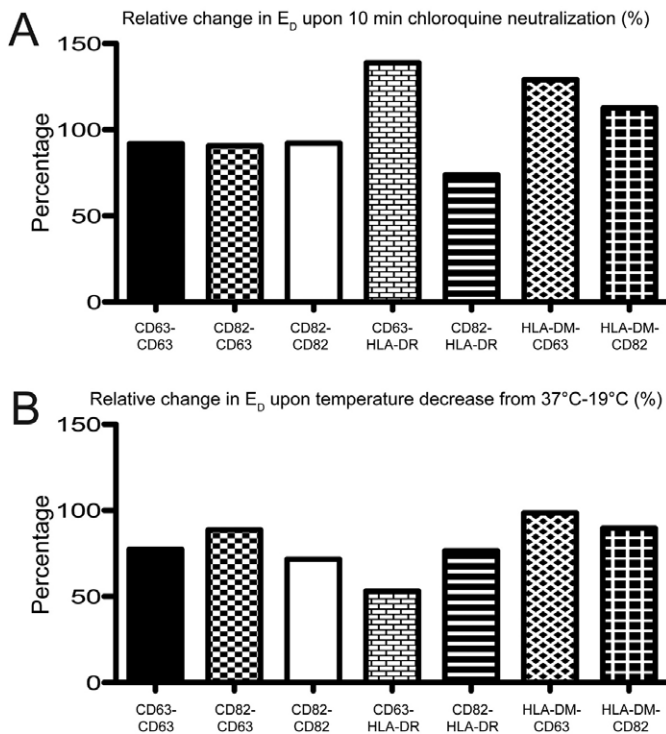 A
Relative change in E_D upon 10 min chloroquine neutralization (%)
Percentage
150
100
50
0
CD63-
CD63
CD82-
CD63
CD82-
CD82
CD63-
HLA-DR
CD82-
HLA-DR
HLA-DM-
CD63
HLA-DM-
CD82
B
Relative change in E_D upon temperature decrease from 37°C-19°C (%)
Percentage
150
100
50
0
CD63-
CD63
CD82-
CD63
CD82-
CD82
CD63-
HLA-DR
CD82-
HLA-DR
HLA-DM-
CD63
HLA-DM-
CD82